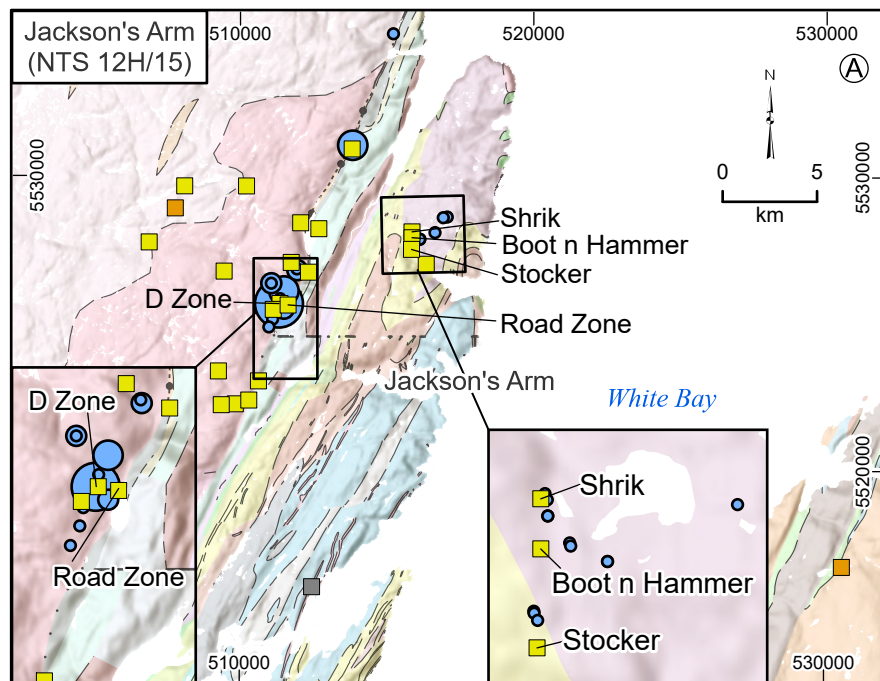 Jackson's Arm
(NTS 12H/15)
510000
520000
530000
A
N
0
5
km
5530000
5530000
Shrik
Boot n Hammer
Stocker
D Zone
Road Zone
Jackson's Arm
White Bay
D Zone
Road Zone
Shrik
Boot n Hammer
Stocker
5520000
510000
530000